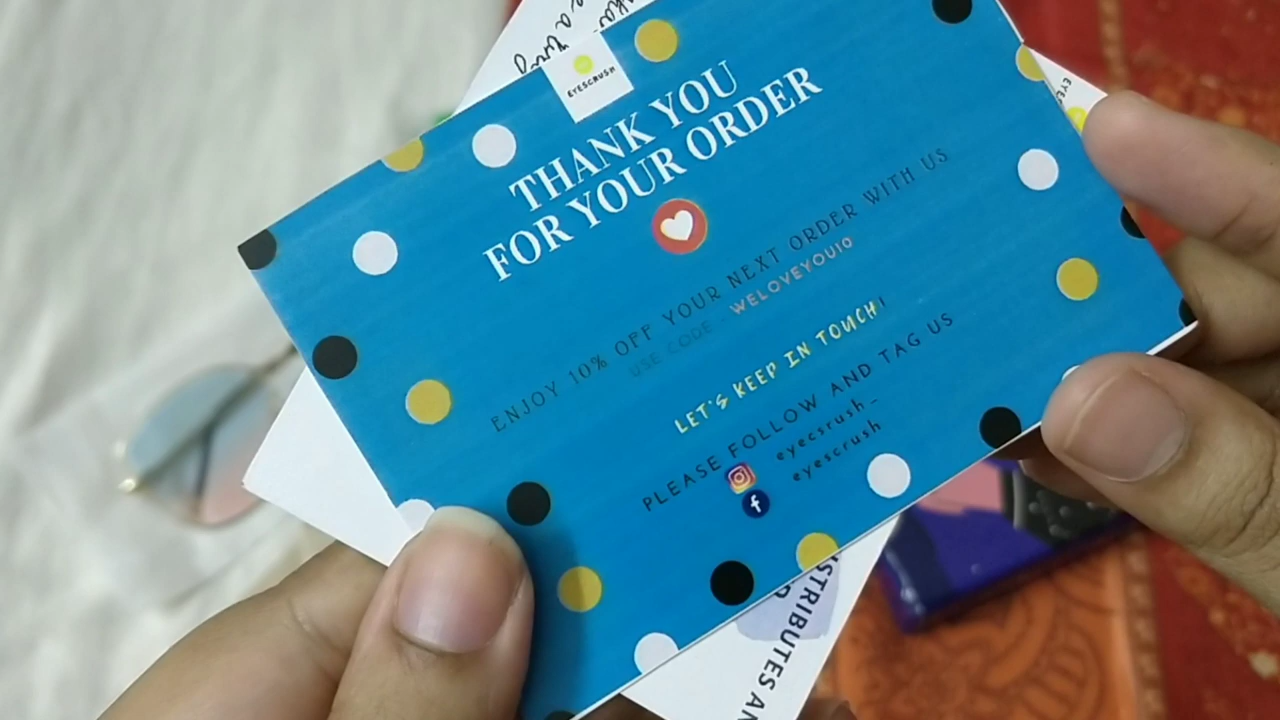 EYESCRUSH
THANK YOU
FOR YOUR ORDER
ENJOY 10% OFF YOUR NEXT ORDER WITH US
USE CODE - WELOVEYOU10
LET'S KEEP IN TOUCH!
PLEASE FOLLOW AND TAG US
eyecsrush_
eyescrush